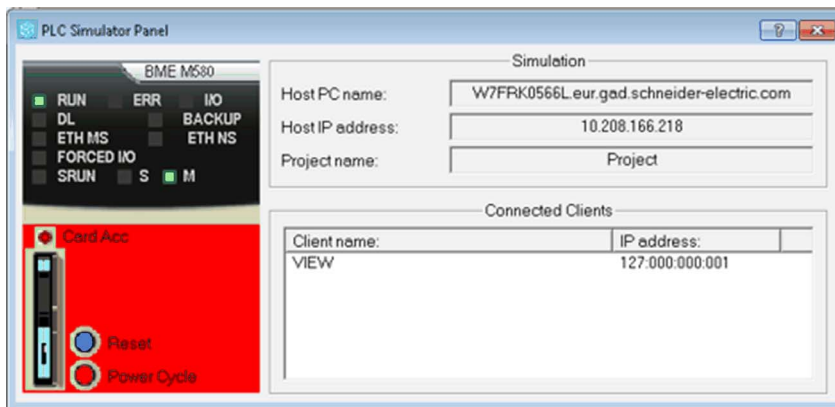 PLC Simulator Panel
BME M580
RUN ERR I/O
DL BACKUP
ETH MS ETH NS
FORCED I/O
SRUN S M
Card Acc
Reset
Power Cycle
Simulation
Host PC name: W7FRK0566L.eur.gad.schneider-electric.com
Host IP address: 10.208.166.218
Project name: Project
Connected Clients
Client name: IP address:
VIEW 127:000:000:001